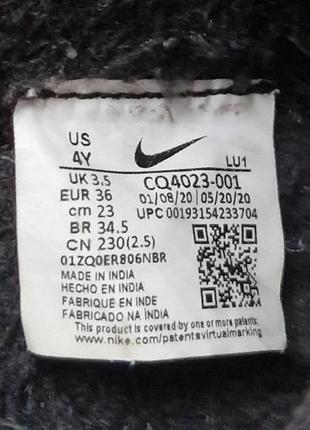 US
4Y
LU1
UK 3.5 CQ4023-001
EUR 36 01/08/20 05/20/20
cm 23 UPC 00193154233704
BR 34.5
CN 230(2.5)
01ZQ0ER806NBR
MADE IN INDIA
HECHO EN INDIA
FABRIQUE EN INDE
FABRICADO NA ÍNDIA
This product is covered by one or more patents:
www.nike.com/patentsvirtualmarking